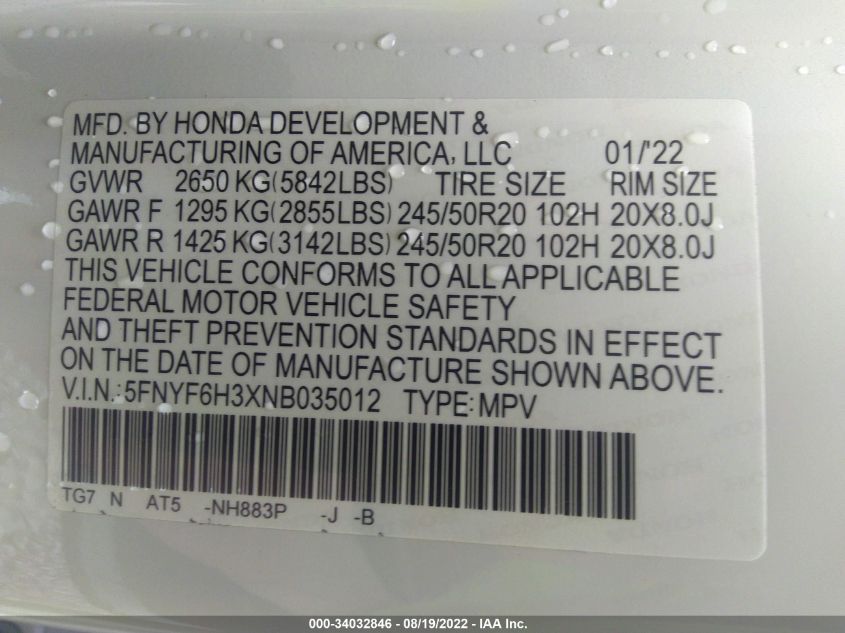 MFD. BY HONDA DEVELOPMENT &
MANUFACTURING OF AMERICA, LLC 01/'22
GVWR 2650 KG(5842LBS) TIRE SIZE RIM SIZE
GAWR F 1295 KG(2855LBS) 245/50R20 102H 20X8.0J
GAWR R 1425 KG(3142LBS) 245/50R20 102H 20X8.0J
THIS VEHICLE CONFORMS TO ALL APPLICABLE
FEDERAL MOTOR VEHICLE SAFETY
AND THEFT PREVENTION STANDARDS IN EFFECT
ON THE DATE OF MANUFACTURE SHOWN ABOVE.
V.I.N.: 5FNYF6H3XNB035012 TYPE: MPV
TG7 N AT5 -NH883P -J -B
000-34032846 - 08/19/2022 - IAA Inc.